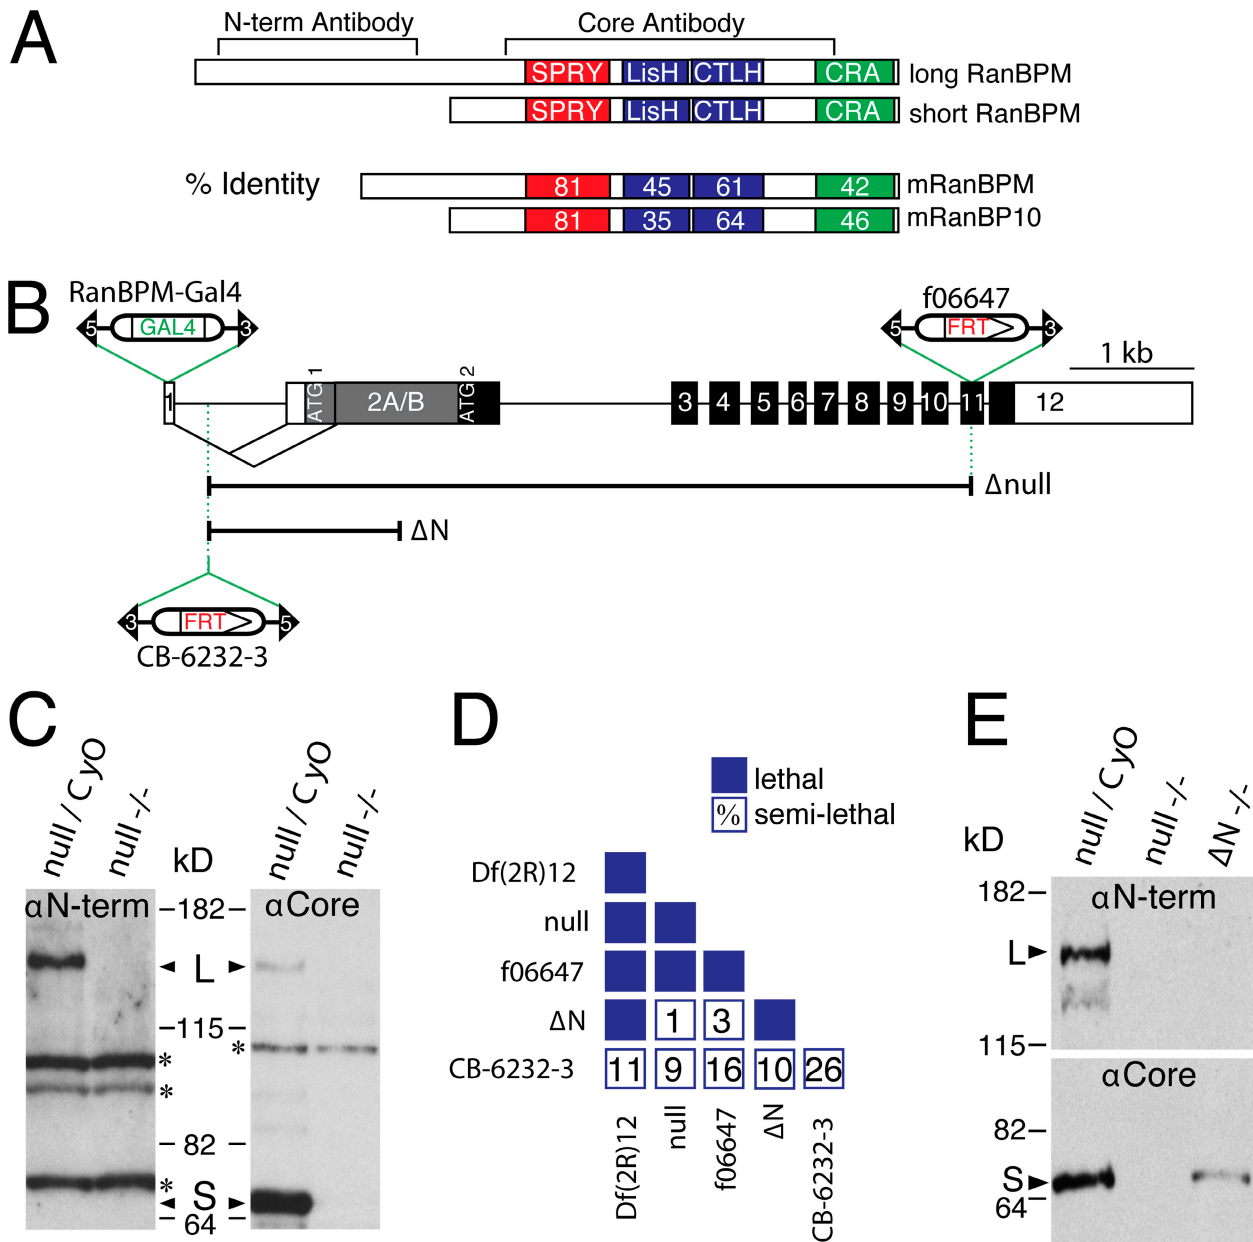 A
N-term Antibody
Core Antibody
SPRY LisH CTLH CRA long RanBPM
SPRY LisH CTLH CRA short RanBPM
% Identity
81 45 61 42 mRanBPM
81 35 64 46 mRanBP10
B
RanBPM-Gal4
5 GAL4 3
f06647
5 FRT 3
1 kb
1 ATG 1 2A/B ATG 2 3 4 5 6 7 8 9 10 11 12
Δnull
ΔN
3 FRT 5
CB-6232-3
C
null / CyO
null -/-
kD
null / CyO
null -/-
αN-term
αCore
–182–
◄ L ►
–115–
*
*
*
*
– 82 –
◄ S ►
– 64 –
D
lethal
% semi-lethal
Df(2R)12
null
f06647
ΔN 1 3
CB-6232-3 11 9 16 10 26
Df(2R)12
null
f06647
ΔN
CB-6232-3
E
null / CyO
null -/-
ΔN -/-
kD
182–
αN-term
L►
115–
αCore
82–
S►
64–